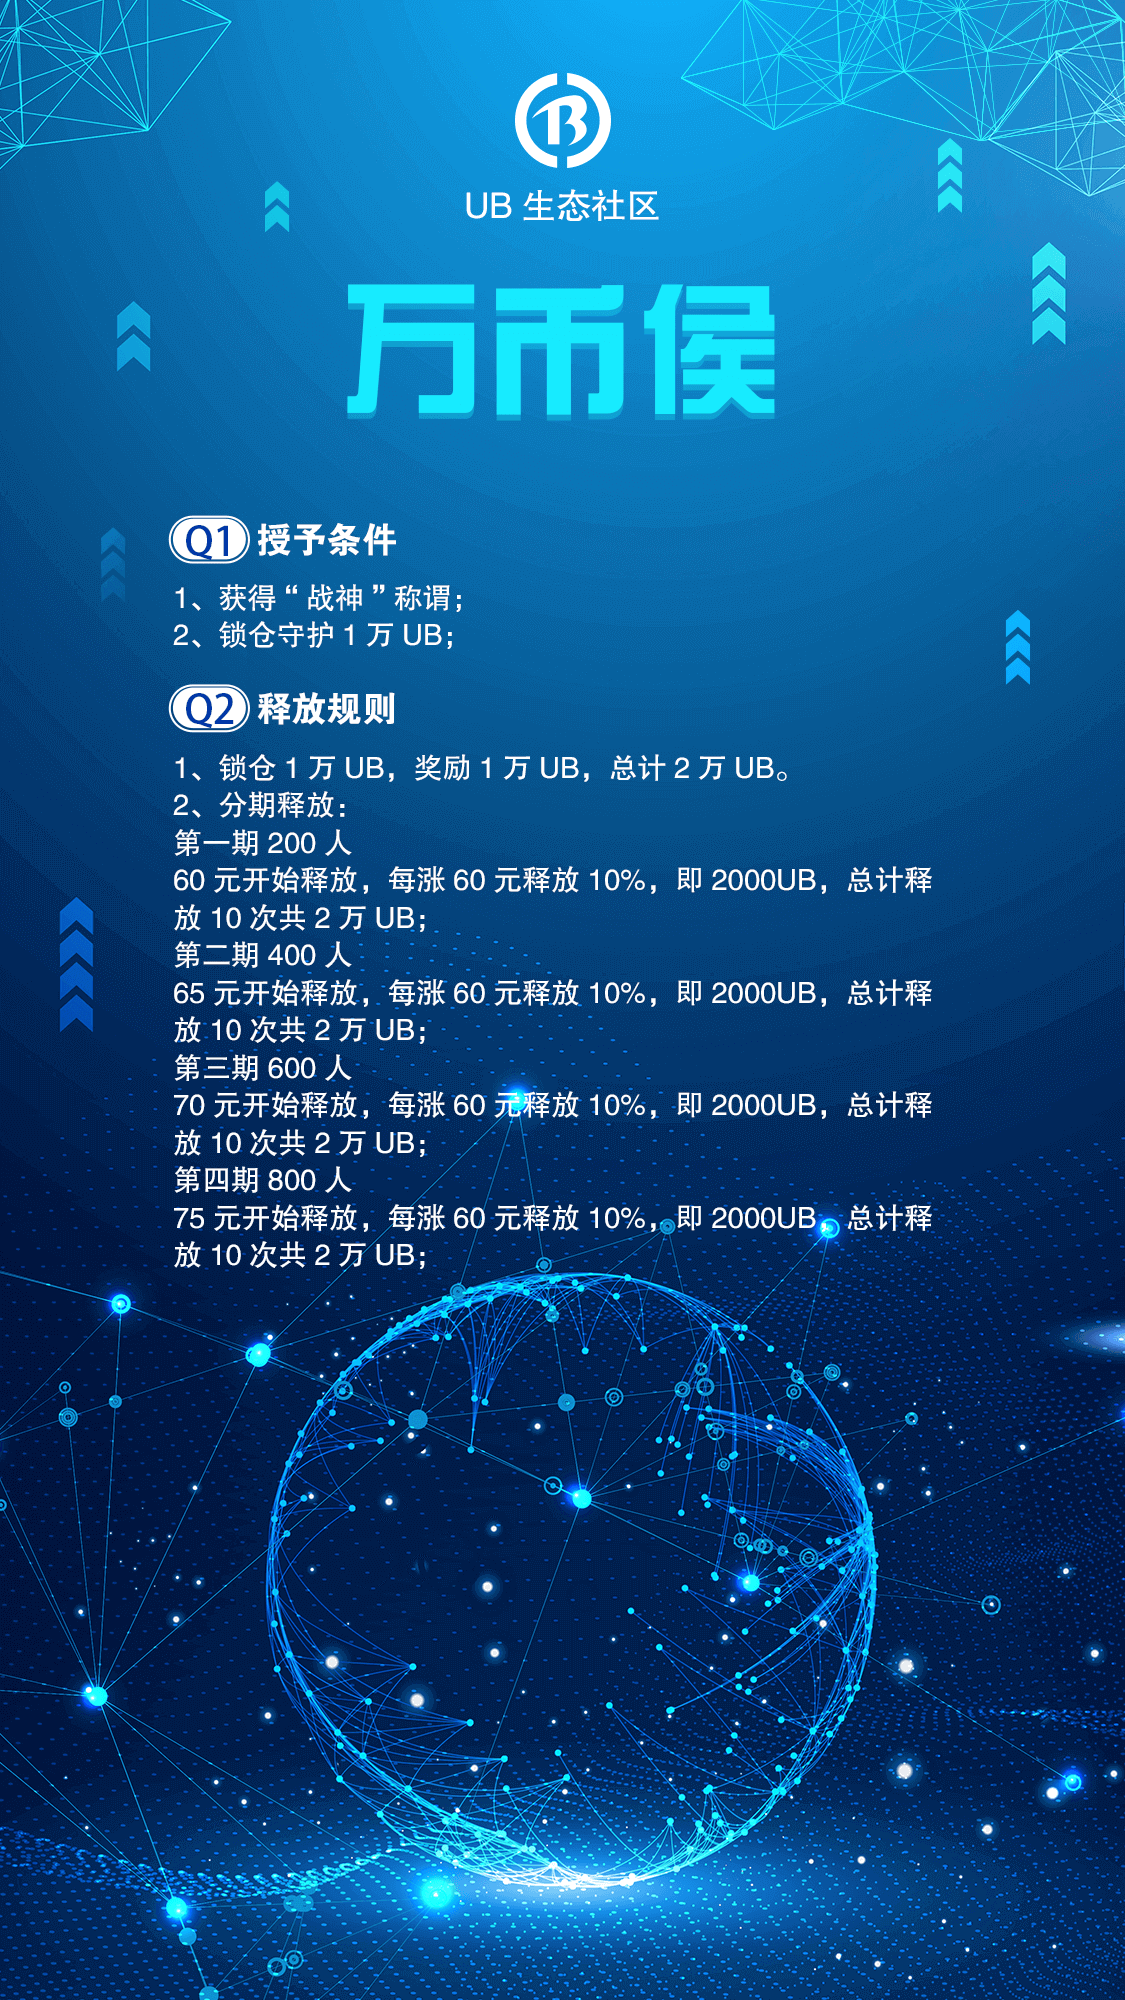 UB 生态社区
万币侯
Q1 授予条件
1、获得“战神”称谓；
2、锁仓守护 1 万 UB；
Q2 释放规则
1、锁仓 1 万 UB，奖励 1 万 UB，总计 2 万 UB。
2、分期释放：
第一期 200 人
60 元开始释放，每涨 60 元释放 10%，即 2000UB，总计释
放 10 次共 2 万 UB；
第二期 400 人
65 元开始释放，每涨 60 元释放 10%，即 2000UB，总计释
放 10 次共 2 万 UB；
第三期 600 人
70 元开始释放，每涨 60 元释放 10%，即 2000UB，总计释
放 10 次共 2 万 UB；
第四期 800 人
75 元开始释放，每涨 60 元释放 10%，即 2000UB，总计释
放 10 次共 2 万 UB；